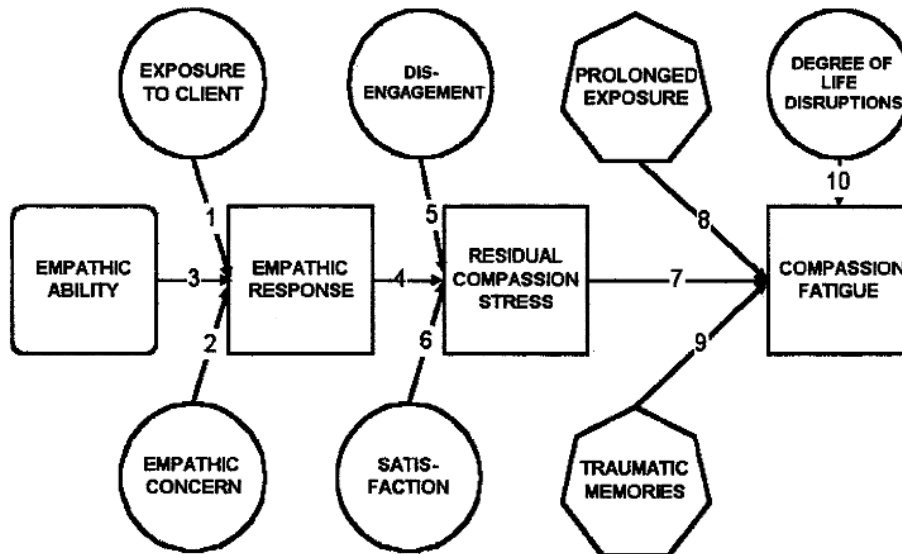 EXPOSURE
TO CLIENT
DIS-
ENGAGEMENT
PROLONGED
EXPOSURE
DEGREE OF
LIFE
DISRUPTIONS
1
5
8
10
EMPATHIC
ABILITY
3
EMPATHIC
RESPONSE
4
RESIDUAL
COMPASSION
STRESS
7
COMPASSION
FATIGUE
2
6
9
EMPATHIC
CONCERN
SATIS-
FACTION
TRAUMATIC
MEMORIES